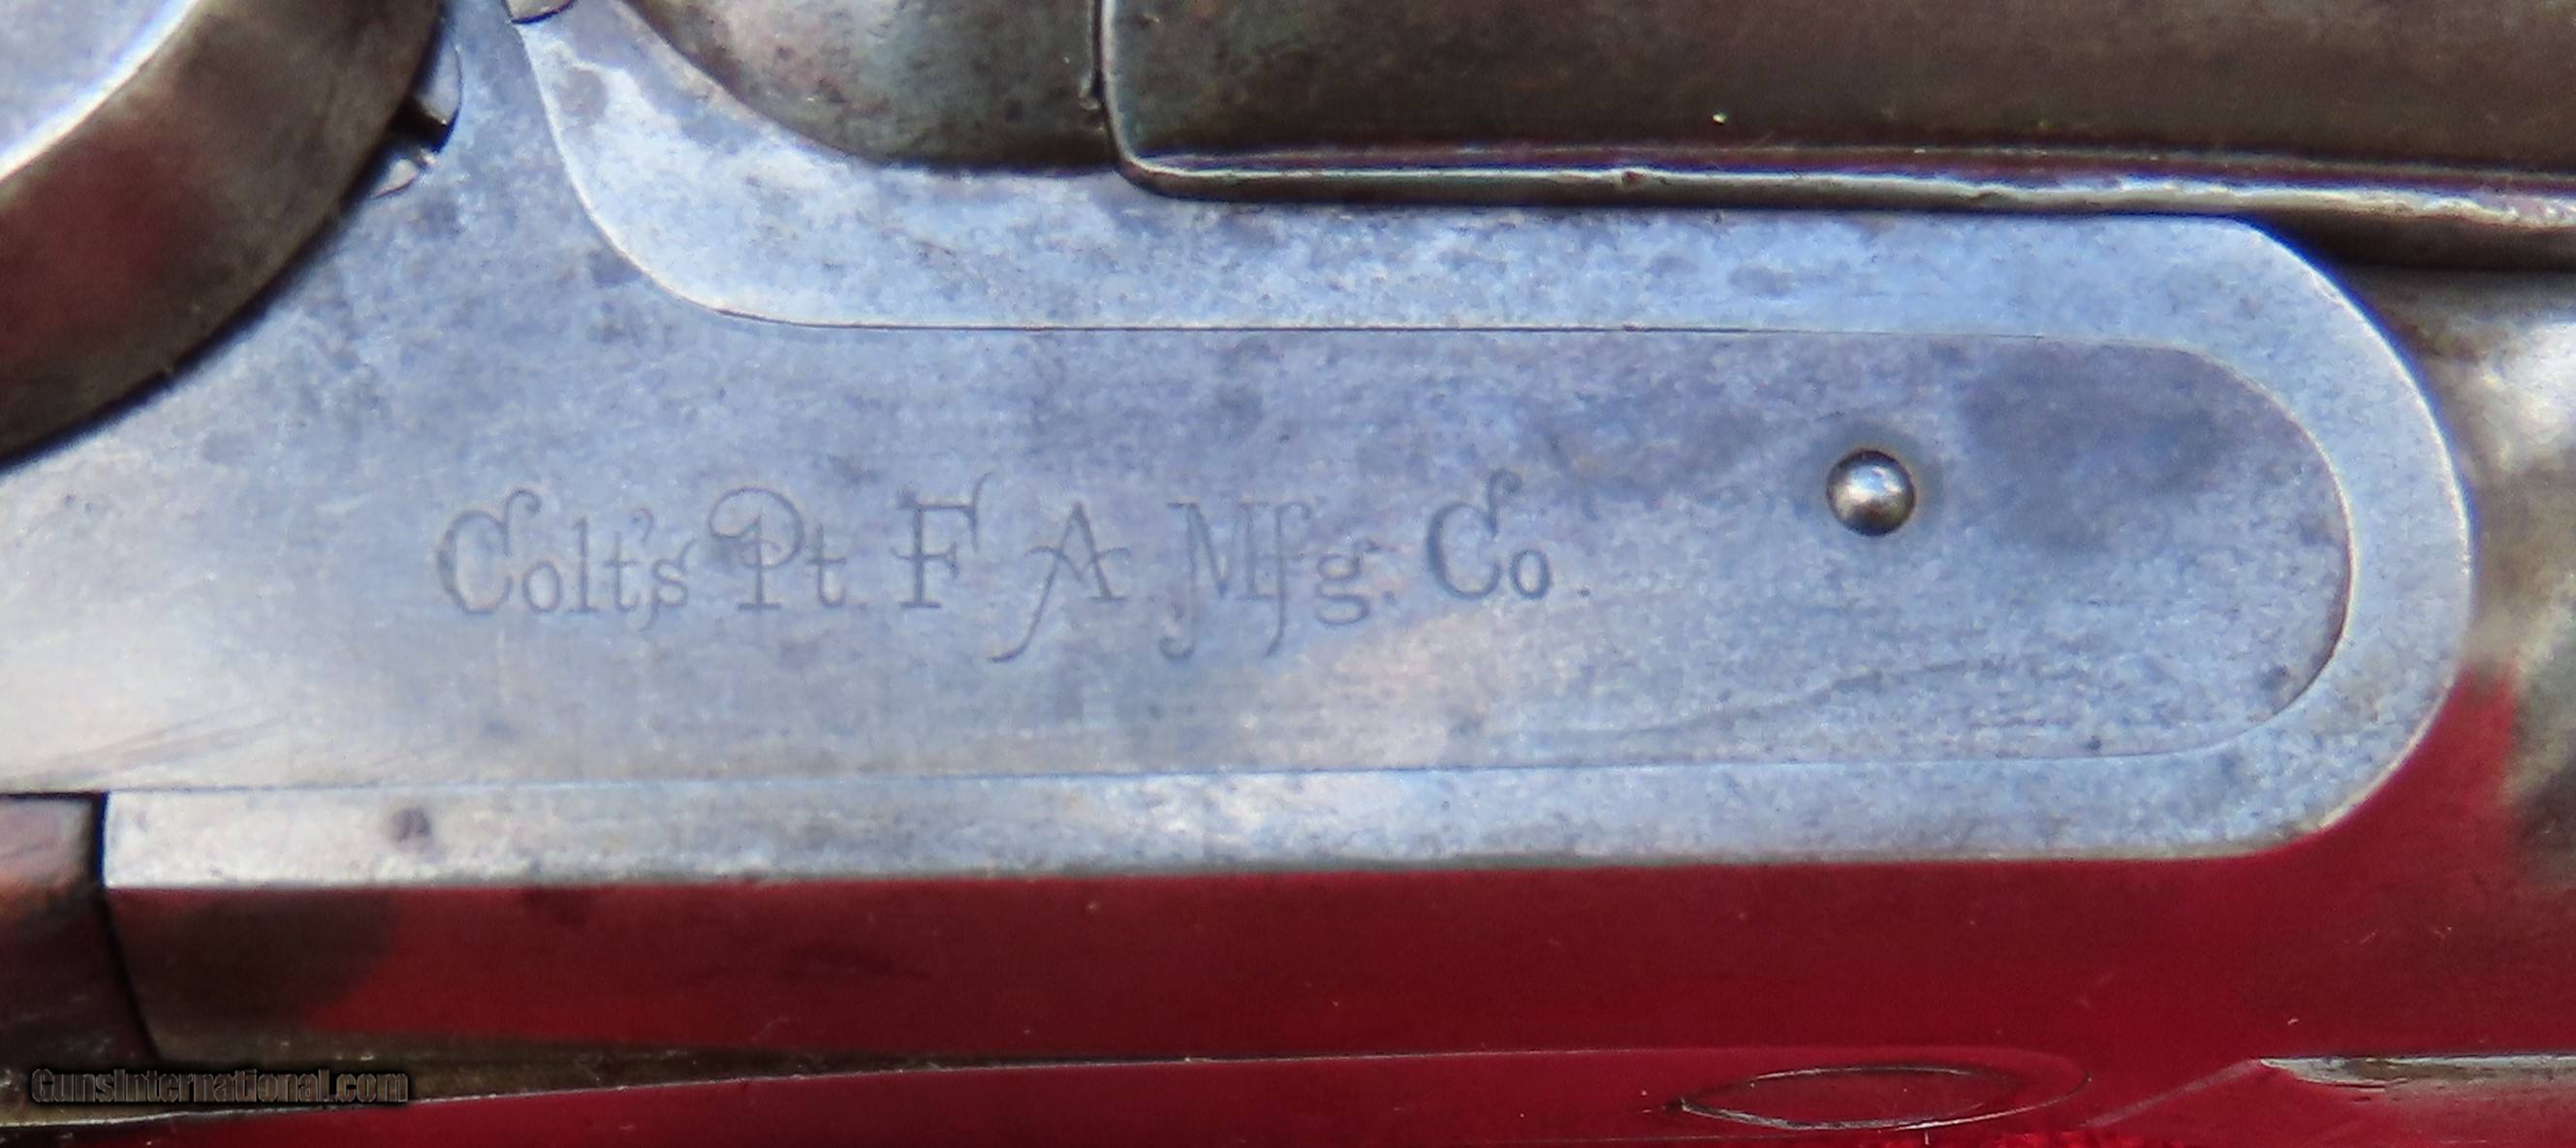 Colt's Pt. F A Mfg. Co.
GunsInternational.com